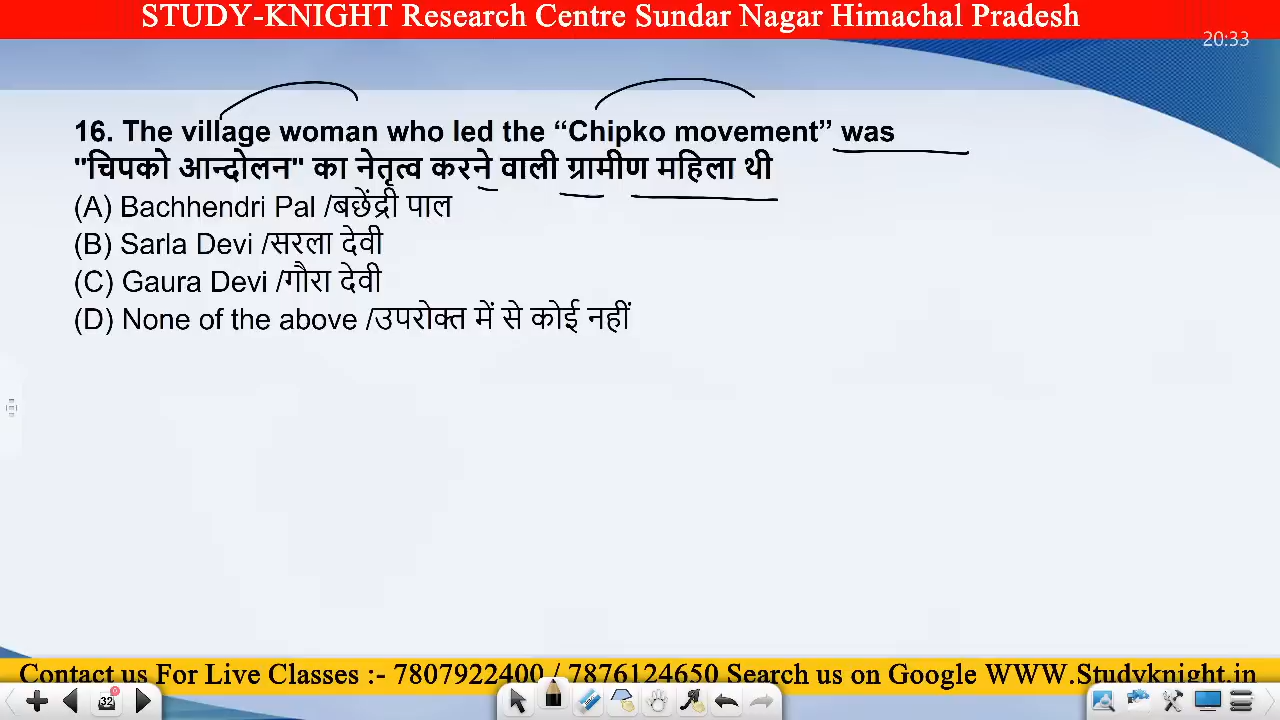 STUDY-KNIGHT Research Centre Sundar Nagar Himachal Pradesh
20:33
16. The village woman who led the “Chipko movement” was
"चिपको आन्दोलन" का नेतृत्व करने वाली ग्रामीण महिला थी
(A) Bachhendri Pal /बछेंद्री पाल
(B) Sarla Devi /सरला देवी
(C) Gaura Devi /गौरा देवी
(D) None of the above /उपरोक्त में से कोई नहीं
Contact us For Live Classes :- 7807922400 / 7876124650 Search us on Google WWW.Studyknight.in
32